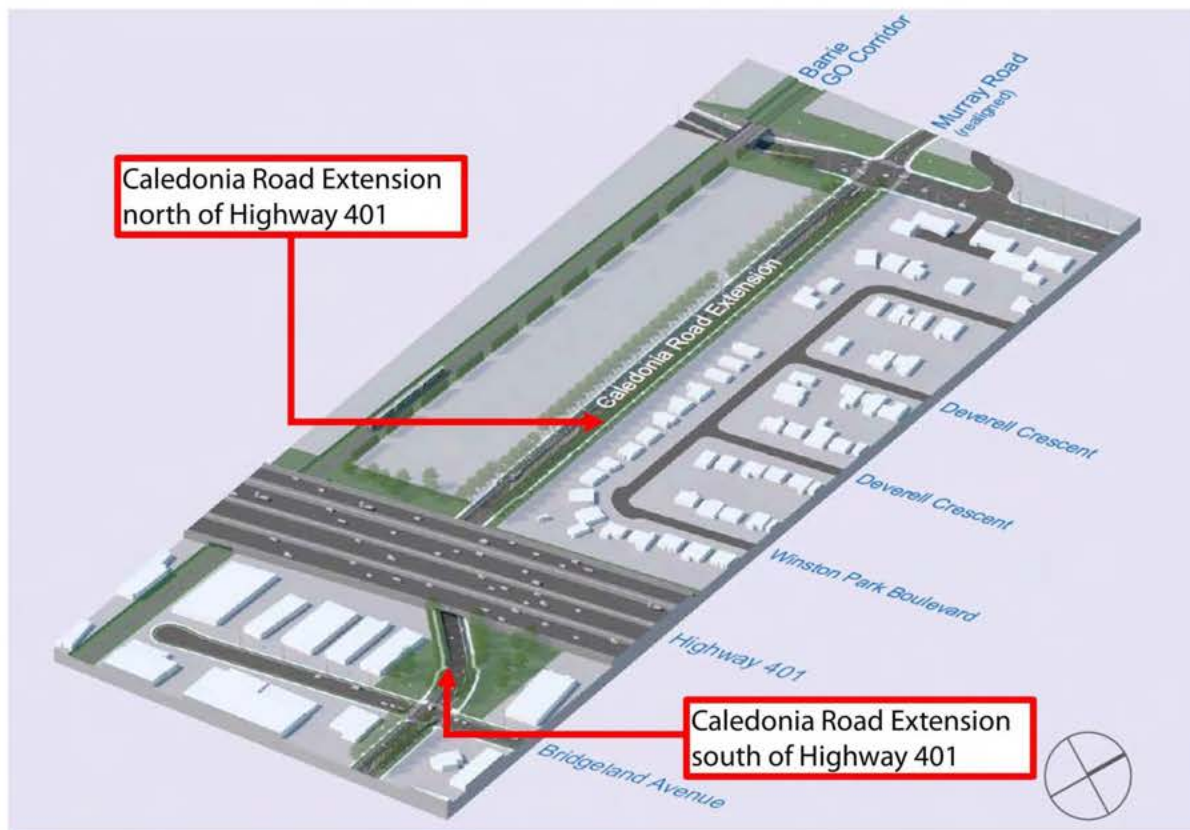 Barrie
GO Corridor
Murray Road
(realigned)
Caledonia Road Extension
north of Highway 401
Caledonia Road Extension
Deverell Crescent
Deverell Crescent
Winston Park Boulevard
Highway 401
Caledonia Road Extension
south of Highway 401
Bridgeland Avenue